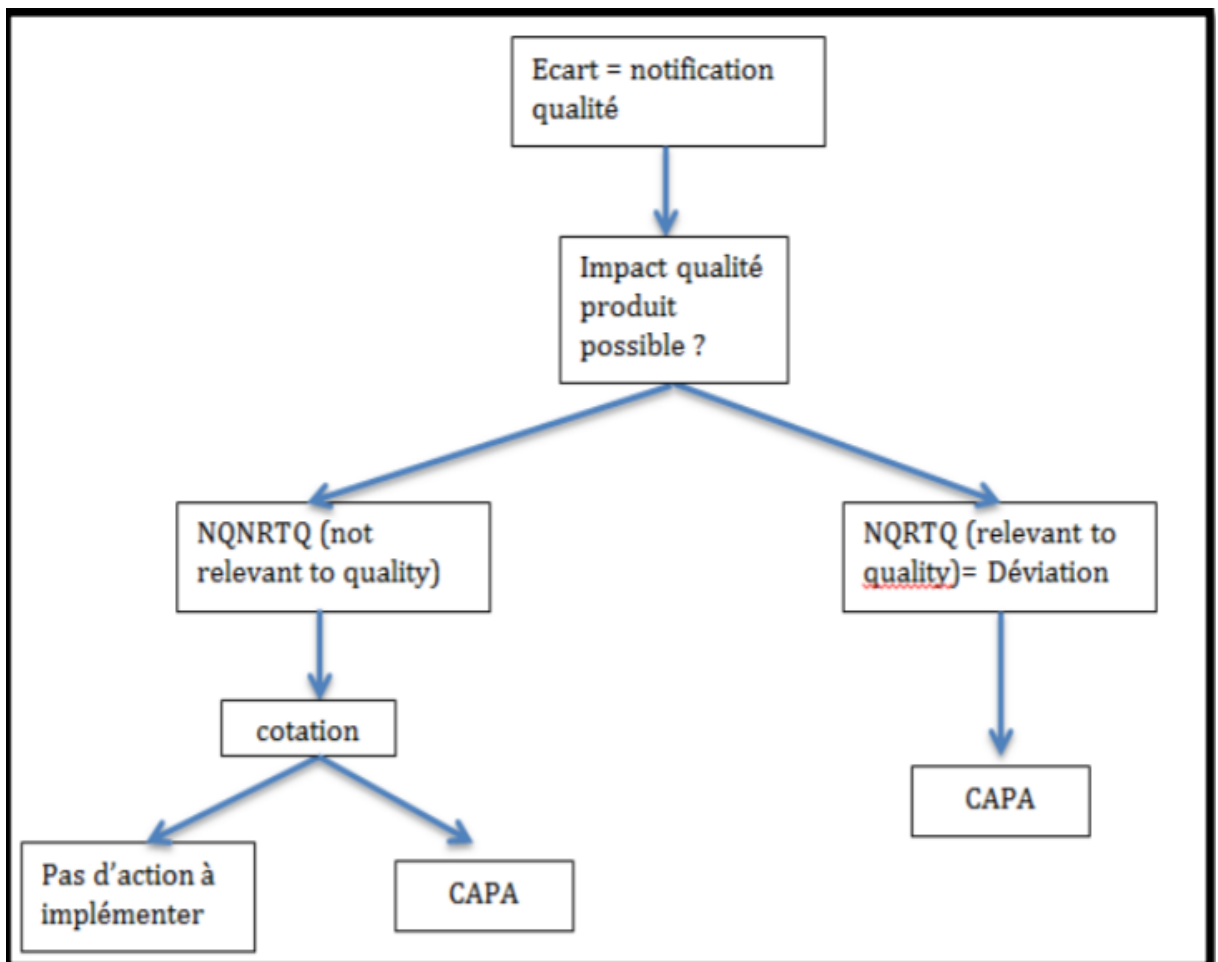 Ecart = notification
qualité
Impact qualité
produit
possible ?
NQNRTQ (not
relevant to quality)
NQRTQ (relevant to
quality)= Déviation
cotation
CAPA
Pas d'action à
implémenter
CAPA